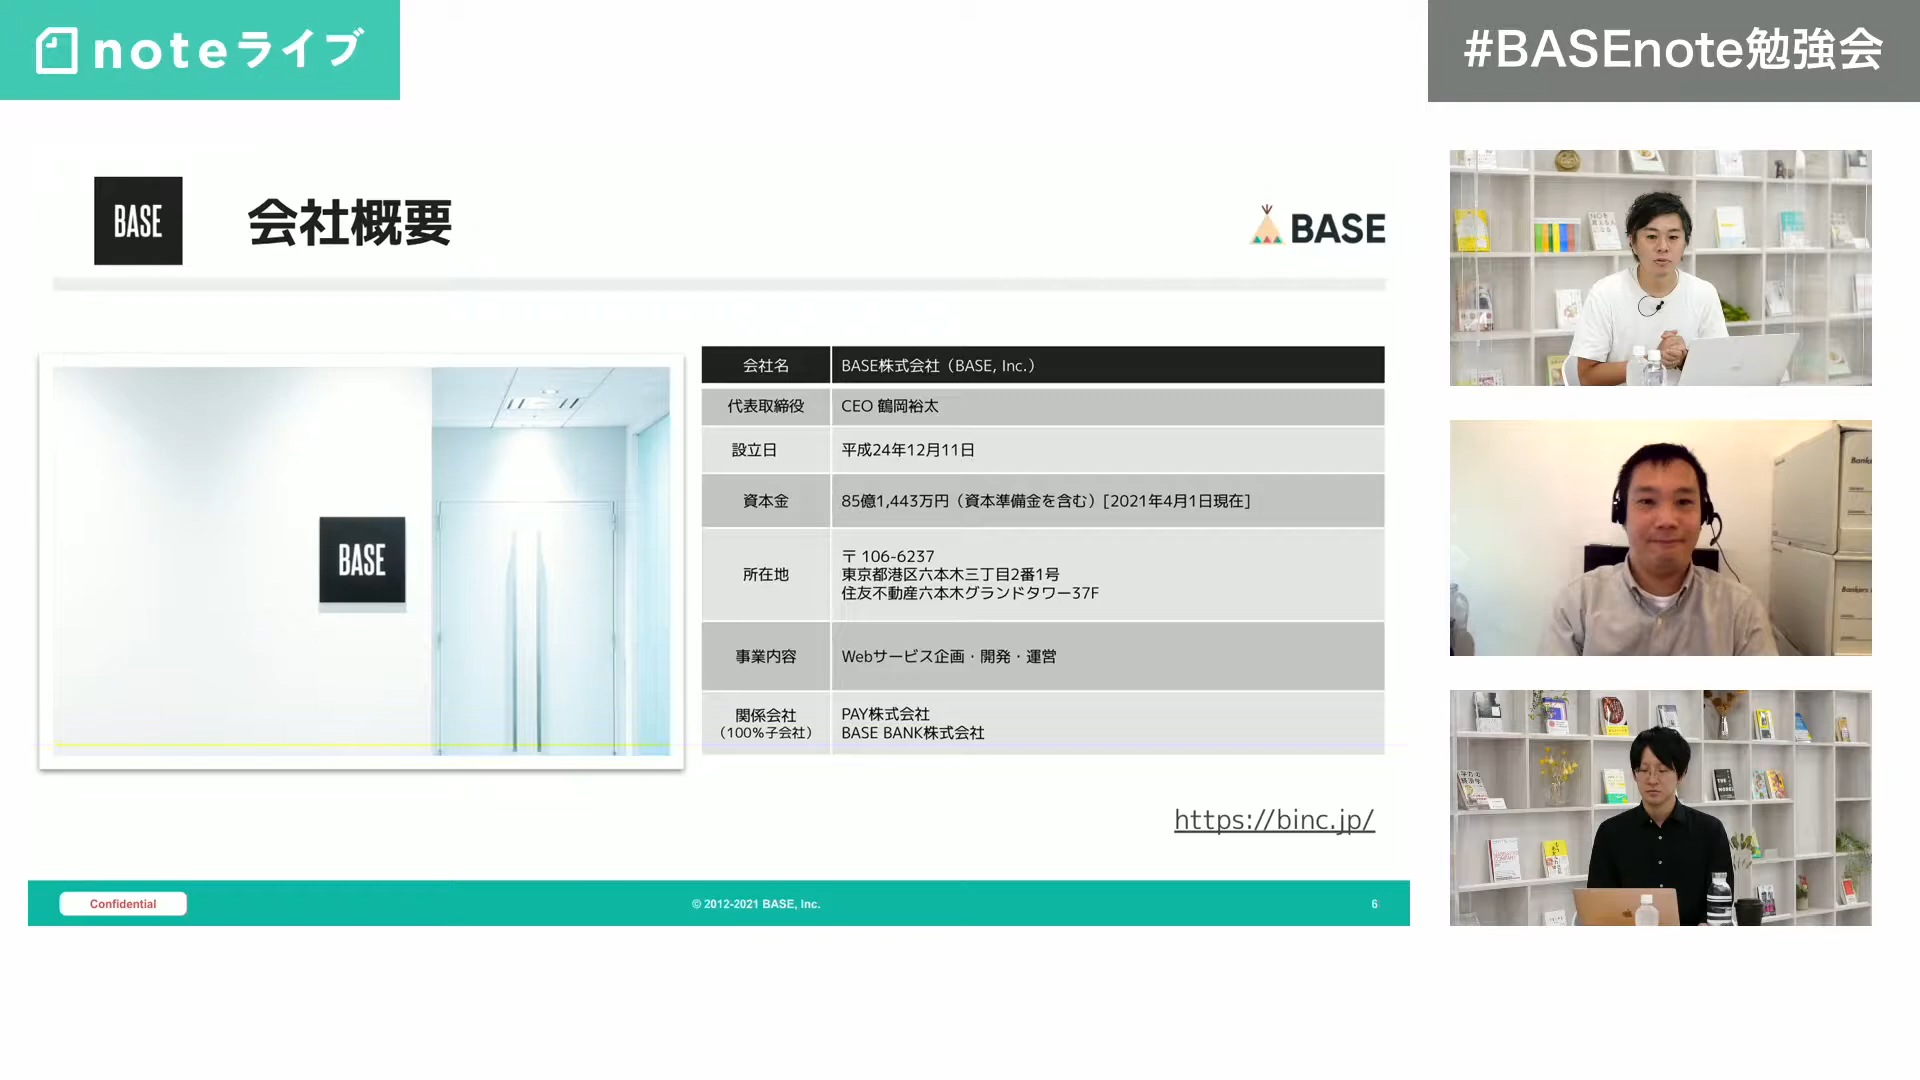 noteライブ
#BASEnote勉強会
BASE
会社概要
BASE
BASE
会社名 BASE株式会社（BASE, Inc.）
代表取締役 CEO 鶴岡裕太
設立日 平成24年12月11日
資本金 85億1,443万円（資本準備金を含む）[2021年4月1日現在]
所在地
〒 106-6237
東京都港区六本木三丁目2番1号
住友不動産六本木グランドタワー37F
事業内容 Webサービス企画・開発・運営
関係会社
（100%子会社）
PAY株式会社
BASE BANK株式会社
https://binc.jp/
Confidential
© 2012-2021 BASE, Inc.
6